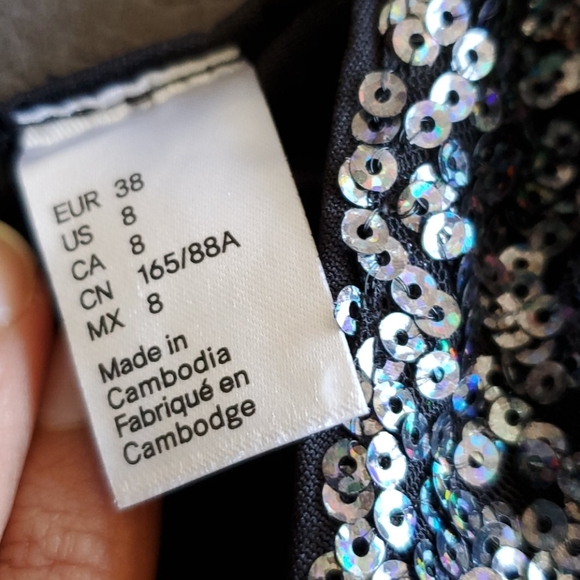 EUR 38
US 8
CA 8
CN 165/88A
MX 8
Made in
Cambodia
Fabriqué en
Cambodge